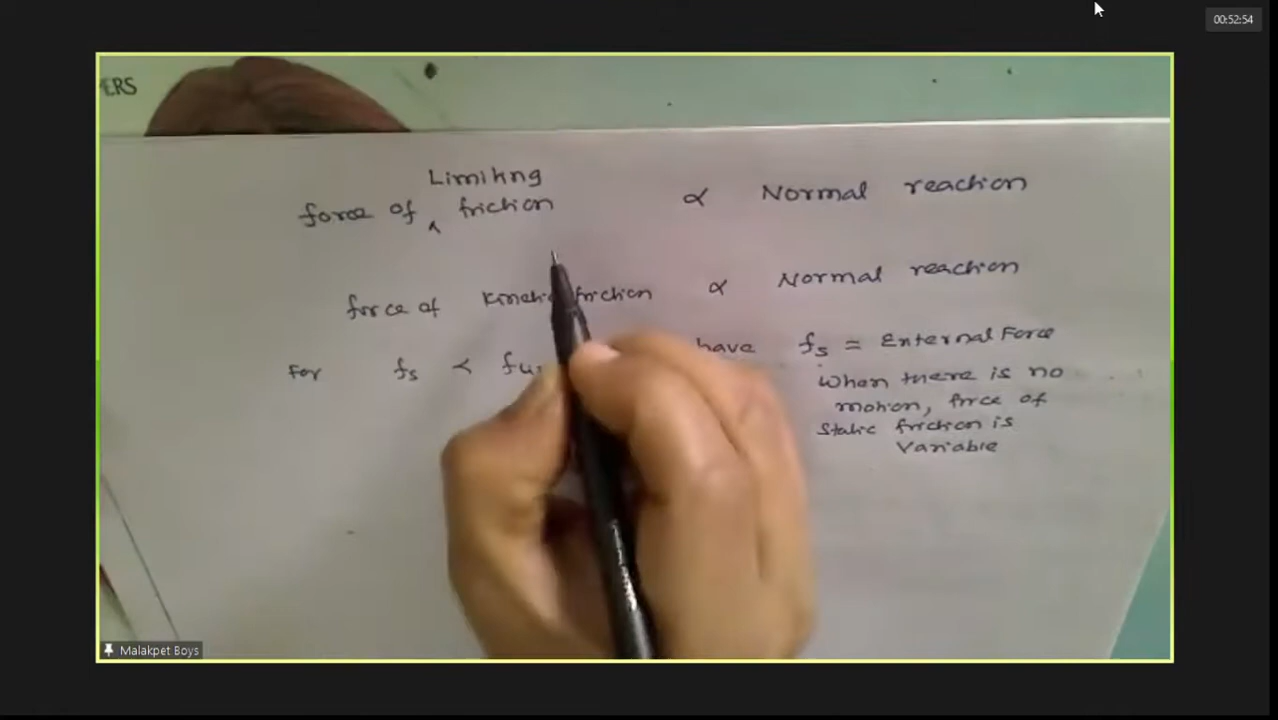 00:52:54
ERS
Limiting
force of ‸ friction ∝ Normal reaction
force of Kinetic friction ∝ Normal reaction
For fs < have fs = External Force
When there is no
motion, force of
static friction is
Variable
Malakpet Boys